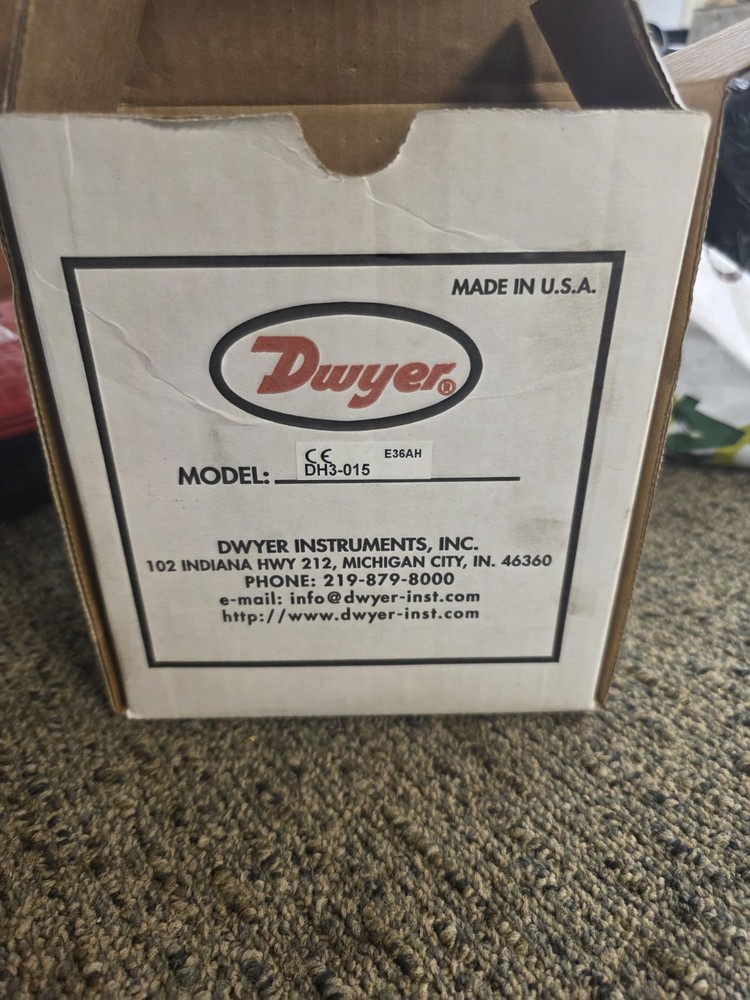 MADE IN U.S.A.
Dwyer®
CE E36AH
MODEL: DH3-015
DWYER INSTRUMENTS, INC.
102 INDIANA HWY 212, MICHIGAN CITY, IN. 46360
PHONE: 219-879-8000
e-mail: info@dwyer-inst.com
http://www.dwyer-inst.com